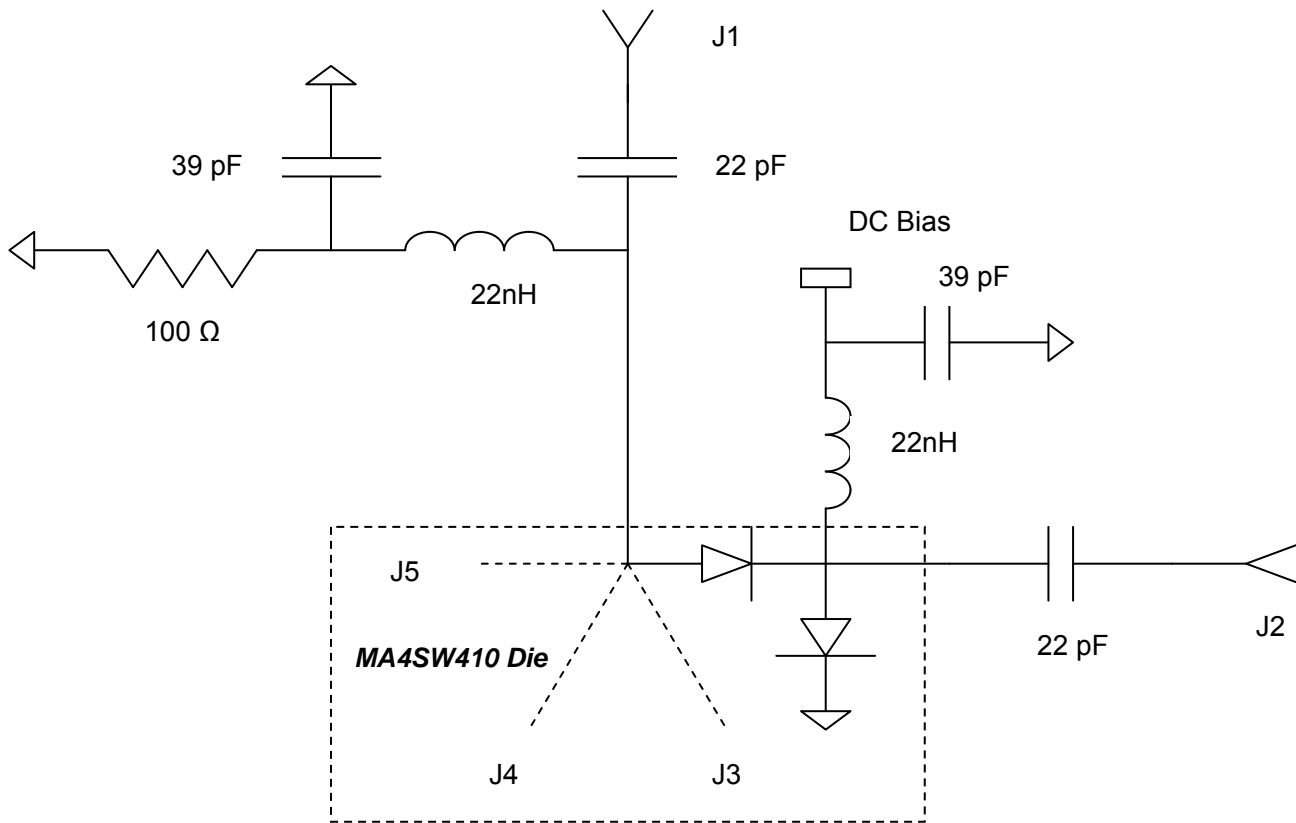 J1
39 pF
22 pF
DC Bias
39 pF
22nH
100 Ω
22nH
J5
J2
22 pF
MA4SW410 Die
J4
J3